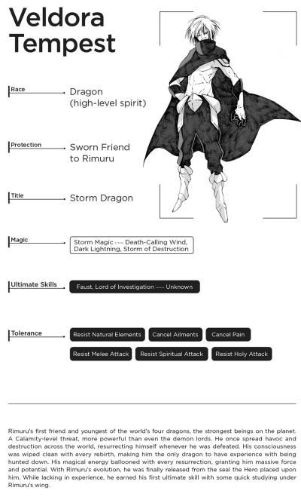 Veldora
Tempest
Race
Dragon
(high-level spirit)
Protection
Sworn Friend
to Rimuru
Title
Storm Dragon
Magic
Storm Magic --- Death-Calling Wind,
Dark Lightning, Storm of Destruction
Ultimate Skills
Faust, Lord of Investigation --- Unknown
Tolerance
Resist Natural Elements Cancel Ailments Cancel Pain
Resist Melee Attack Resist Spiritual Attack Resist Holy Attack
Rimuru's first friend and youngest of the world's four dragons, the strongest beings on the planet.
A Calamity-level threat, more powerful than even the demon lords. He once spread havoc and
destruction across the world, resurrecting himself whenever he was defeated. His consciousness
was wiped clean with every rebirth, making him the only dragon to have experience with being
hunted down. His magical energy ballooned with every resurrection, granting him massive force
and potential. With Rimuru's evolution, he was finally released from the seal the Hero placed upon
him. While lacking in experience, he earned his first ultimate skill with some quick studying under
Rimuru's wing.